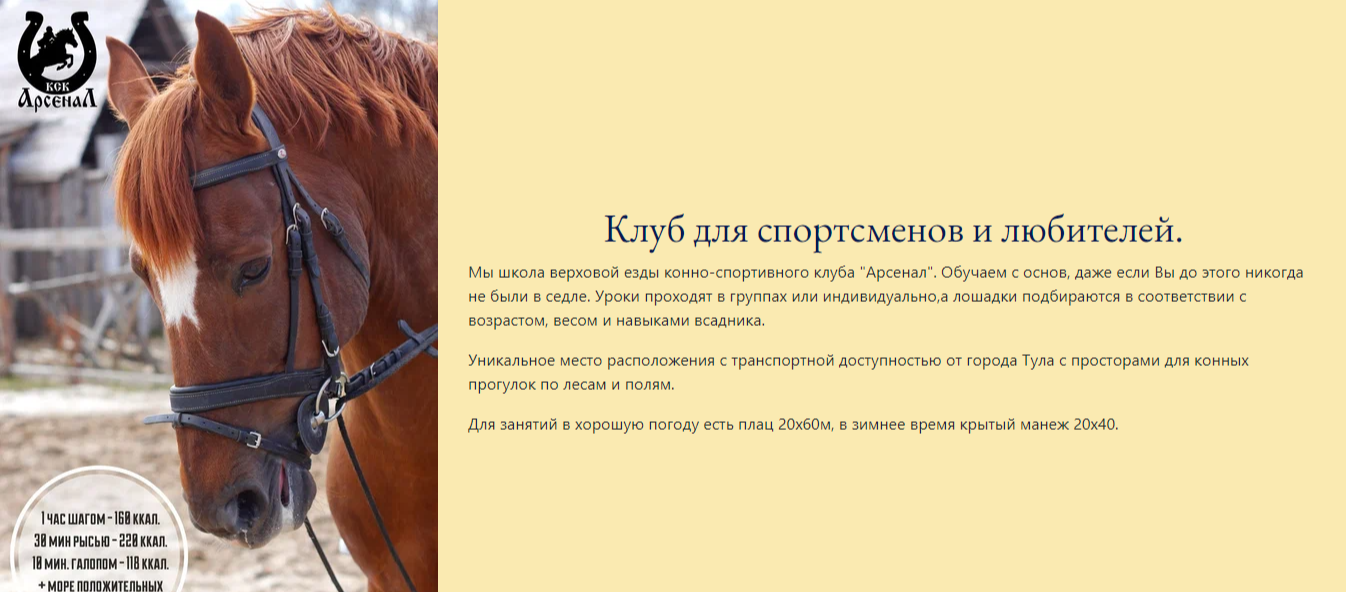 КСК
Арсенал
Клуб для спортсменов и любителей.
Мы школа верховой езды конно-спортивного клуба "Арсенал". Обучаем с основ, даже если Вы до этого никогда
не были в седле. Уроки проходят в группах или индивидуально,а лошадки подбираются в соответствии с
возрастом, весом и навыками всадника.
Уникальное место расположения с транспортной доступностью от города Тула с просторами для конных
прогулок по лесам и полям.
Для занятий в хорошую погоду есть плац 20х60м, в зимнее время крытый манеж 20х40.
1 ЧАС ШАГОМ - 160 ККАЛ.
30 МИН РЫСЬЮ - 220 ККАЛ.
10 МИН. ГАЛОПОМ - 118 ККАЛ.
+ МОРЕ ПОЛОЖИТЕЛЬНЫХ